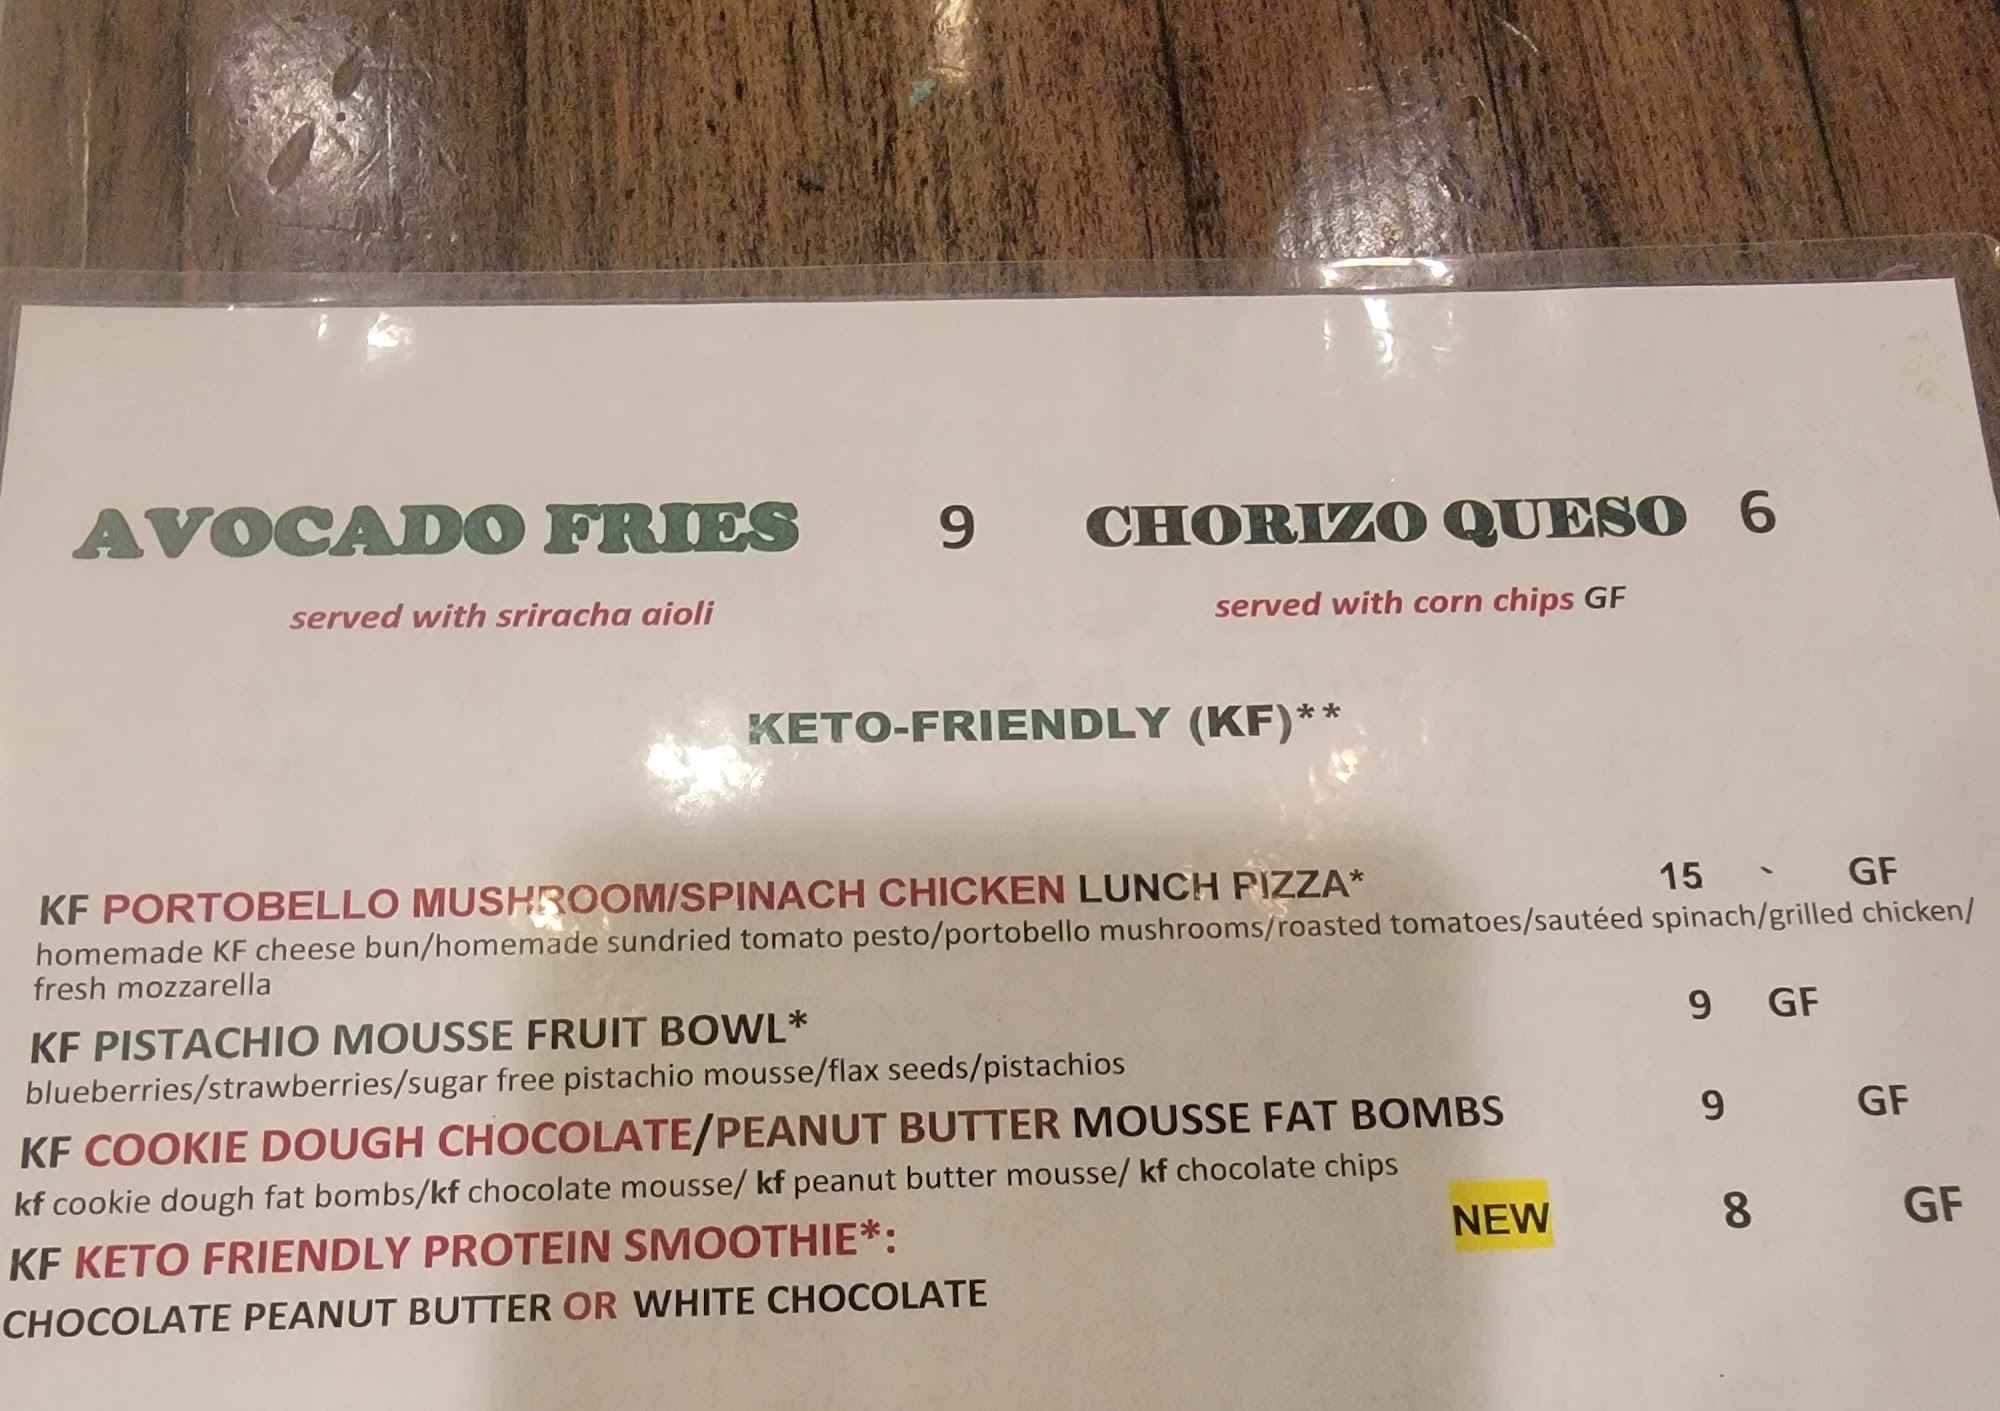 AVOCADO FRIES 9 CHORIZO QUESO 6
served with sriracha aioli served with corn chips GF
KETO-FRIENDLY (KF)**
KF PORTOBELLO MUSHROOM/SPINACH CHICKEN LUNCH PIZZA* 15 ` GF
homemade KF cheese bun/homemade sundried tomato pesto/portobello mushrooms/roasted tomatoes/sautéed spinach/grilled chicken/
fresh mozzarella
KF PISTACHIO MOUSSE FRUIT BOWL* 9 GF
blueberries/strawberries/sugar free pistachio mousse/flax seeds/pistachios
KF COOKIE DOUGH CHOCOLATE/PEANUT BUTTER MOUSSE FAT BOMBS 9 GF
kf cookie dough fat bombs/kf chocolate mousse/ kf peanut butter mousse/ kf chocolate chips
KF KETO FRIENDLY PROTEIN SMOOTHIE*: NEW 8 GF
CHOCOLATE PEANUT BUTTER OR WHITE CHOCOLATE